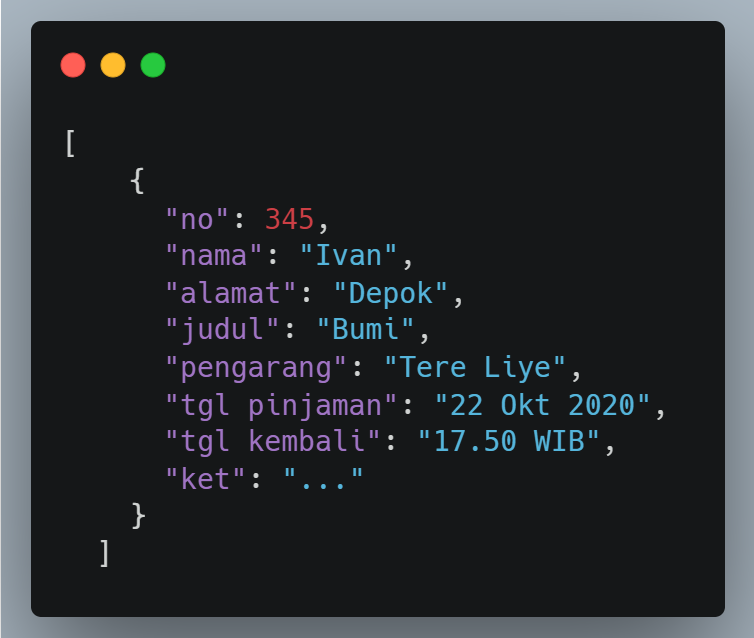 [
{
"no": 345,
"nama": "Ivan",
"alamat": "Depok",
"judul": "Bumi",
"pengarang": "Tere Liye",
"tgl pinjaman": "22 Okt 2020",
"tgl kembali": "17.50 WIB",
"ket": "..."
}
]